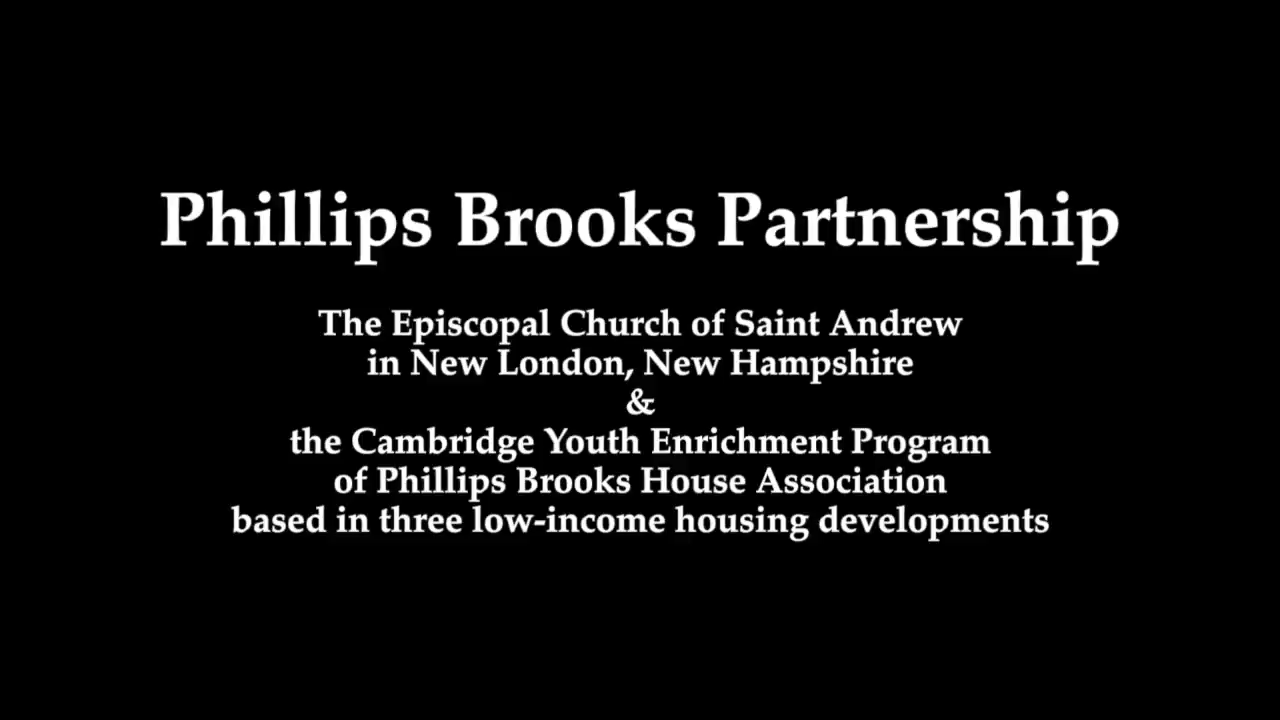 Phillips Brooks Partnership
The Episcopal Church of Saint Andrew
in New London, New Hampshire
&
the Cambridge Youth Enrichment Program
of Phillips Brooks House Association
based in three low-income housing developments